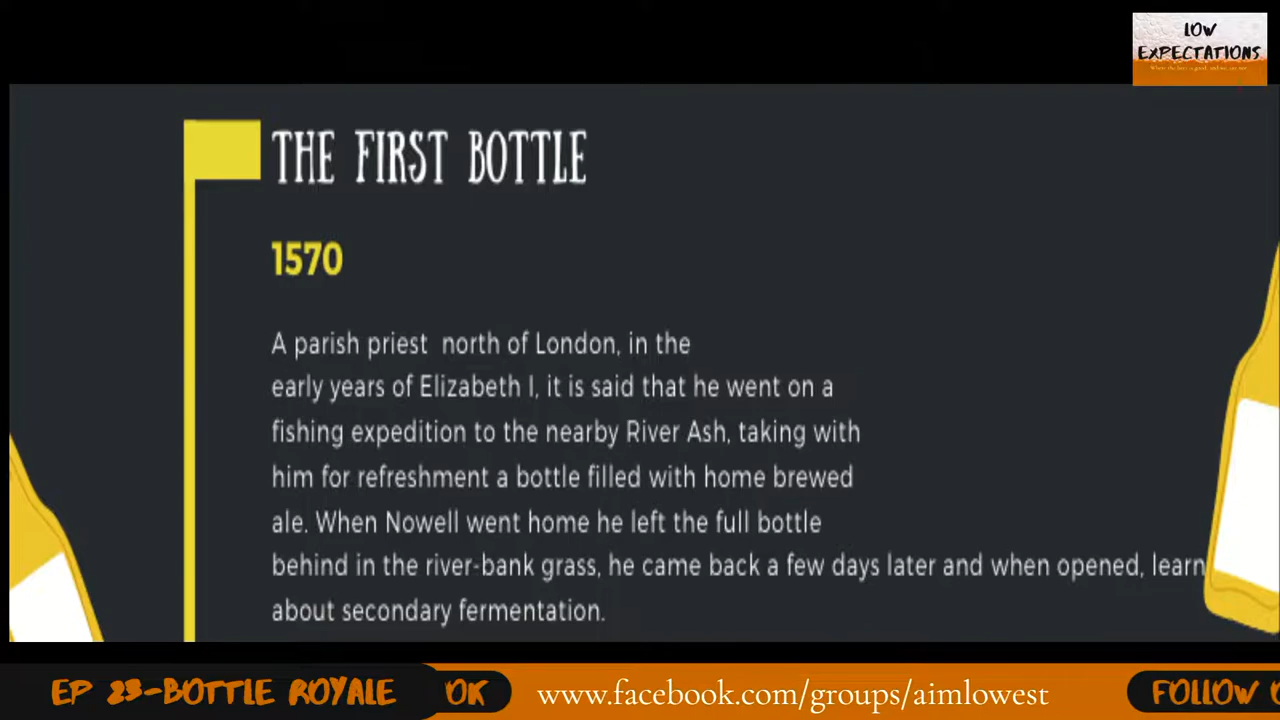 LOW
EXPECTATIONS
THE FIRST BOTTLE
1570
A parish priest north of London, in the
early years of Elizabeth I, it is said that he went on a
fishing expedition to the nearby River Ash, taking with
him for refreshment a bottle filled with home brewed
ale. When Nowell went home he left the full bottle
behind in the river-bank grass, he came back a few days later and when opened, learn
about secondary fermentation.
EP 23-BOTTLE ROYALE OK www.facebook.com/groups/aimlowest FOLLOW